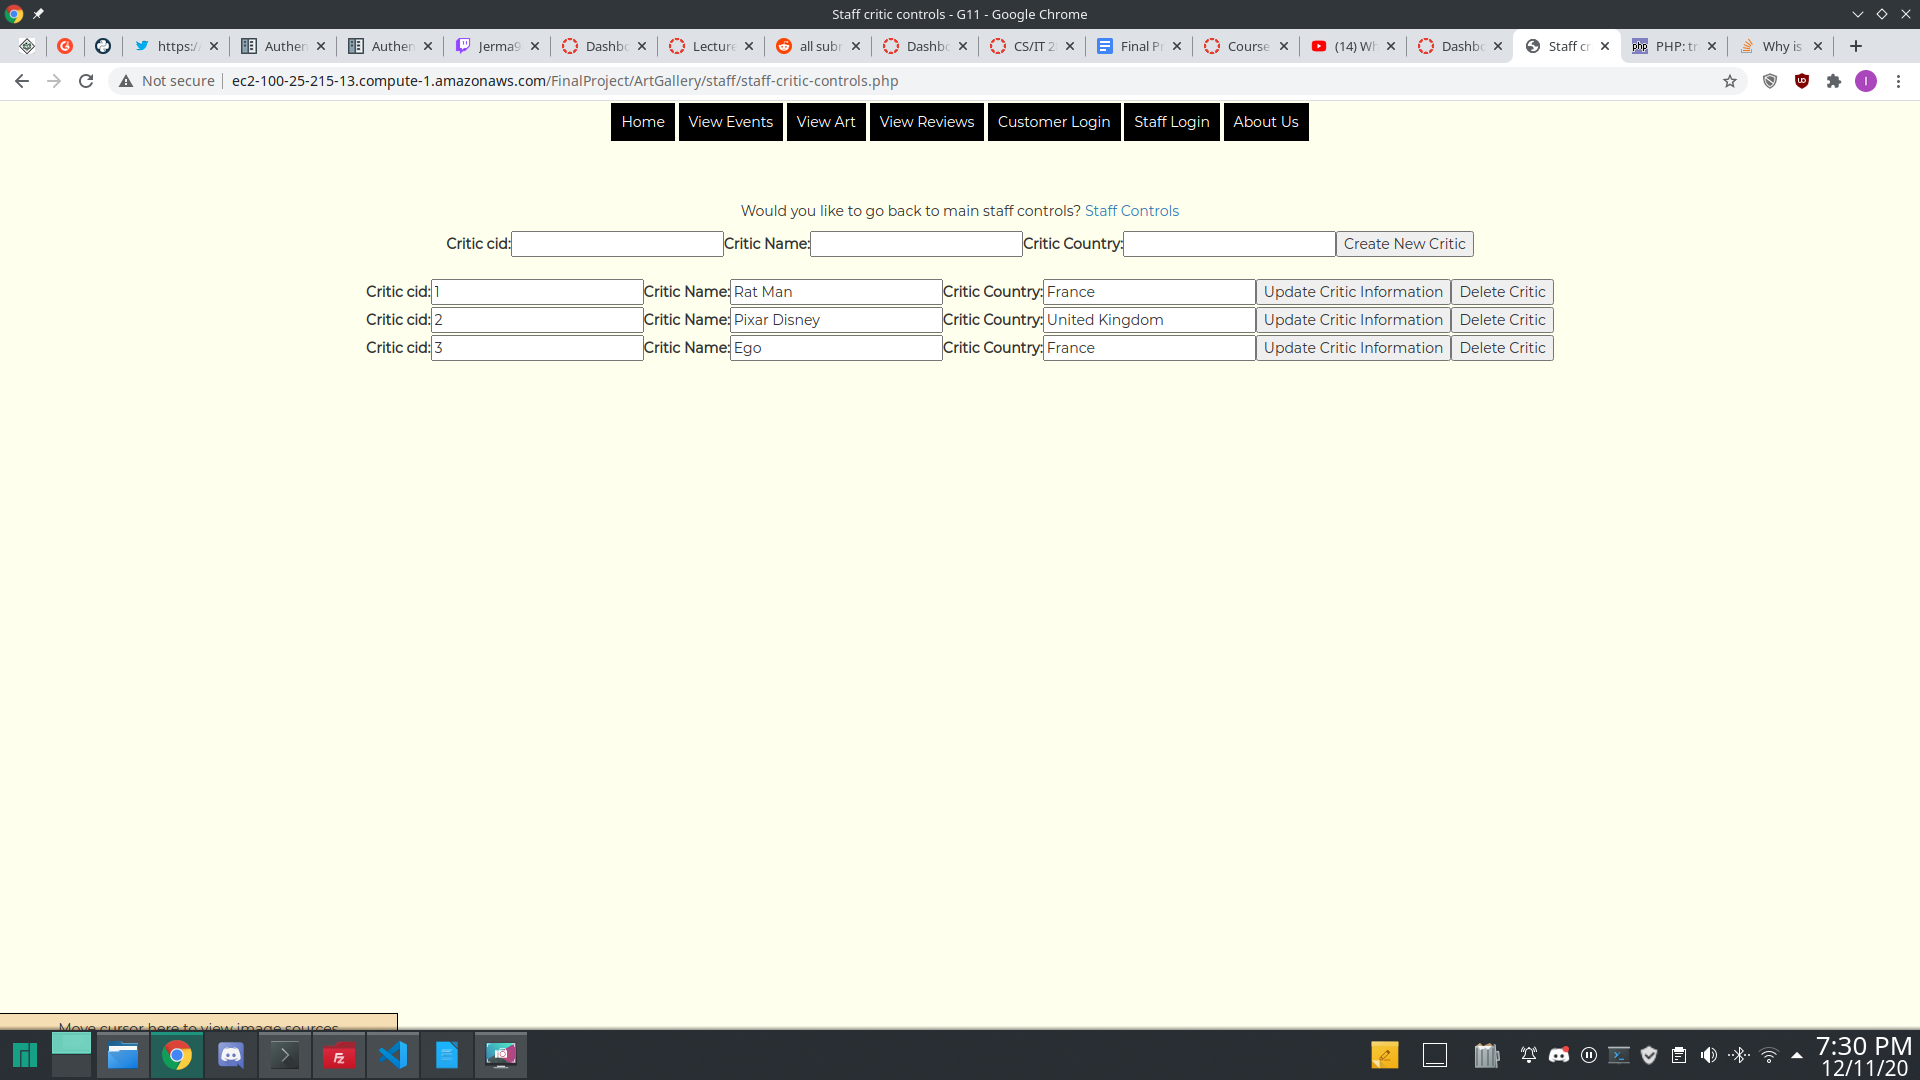 Staff critic controls - G11 - Google Chrome
https:/ Authen Authen Jerma9 Dashbo Lecture all subr Dashbo CS/IT 2 Final Pr Course (14) Wh Dashbo Staff cr php PHP: tr Why is
Not secure ec2-100-25-215-13.compute-1.amazonaws.com/FinalProject/ArtGallery/staff/staff-critic-controls.php
Home View Events View Art View Reviews Customer Login Staff Login About Us
Would you like to go back to main staff controls? Staff Controls
Critic cid: Critic Name: Critic Country: Create New Critic
Critic cid: 1 Critic Name: Rat Man Critic Country: France Update Critic Information Delete Critic
Critic cid: 2 Critic Name: Pixar Disney Critic Country: United Kingdom Update Critic Information Delete Critic
Critic cid: 3 Critic Name: Ego Critic Country: France Update Critic Information Delete Critic
Move cursor here to view image sources
7:30 PM
12/11/20